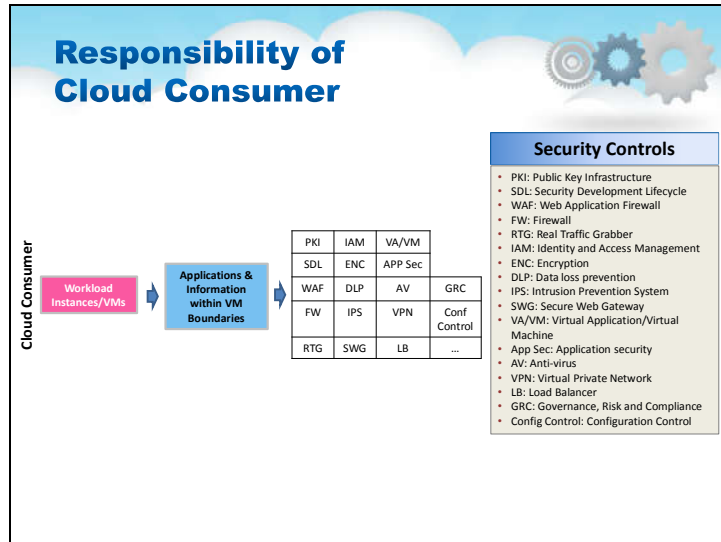 Responsibility of
Cloud Consumer
Security Controls
• PKI: Public Key Infrastructure
• SDL: Security Development Lifecycle
• WAF: Web Application Firewall
• FW: Firewall
• RTG: Real Traffic Grabber
• IAM: Identity and Access Management
• ENC: Encryption
• DLP: Data loss prevention
• IPS: Intrusion Prevention System
• SWG: Secure Web Gateway
• VA/VM: Virtual Application/Virtual
Machine
• App Sec: Application security
• AV: Anti-virus
• VPN: Virtual Private Network
• LB: Load Balancer
• GRC: Governance, Risk and Compliance
• Config Control: Configuration Control
Cloud Consumer
Workload
Instances/VMs
Applications &
Information
within VM
Boundaries
PKI IAM VA/VM
SDL ENC APP Sec
WAF DLP AV GRC
FW IPS VPN Conf
Control
RTG SWG LB ...